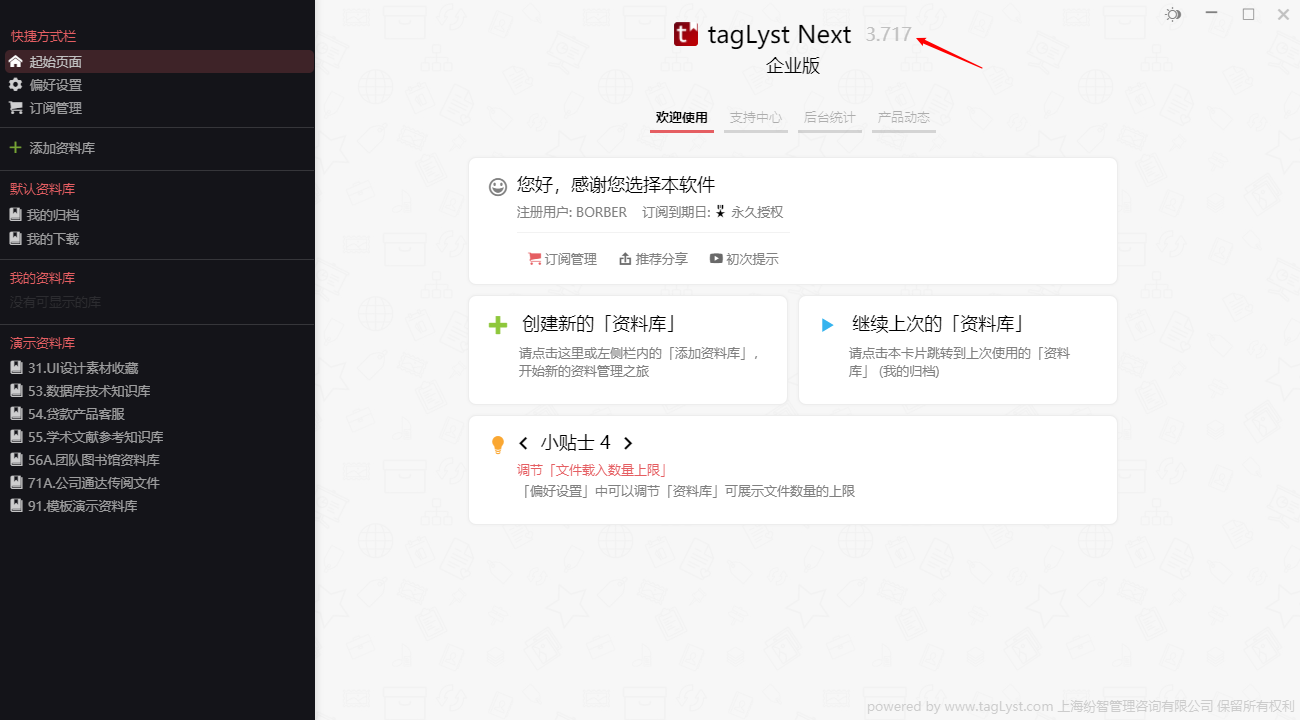 快捷方式栏
起始页面
偏好设置
订阅管理
添加资料库
默认资料库
我的归档
我的下载
我的资料库
没有可显示的库
演示资料库
31.UI设计素材收藏
53.数据库技术知识库
54.贷款产品客服
55.学术文献参考知识库
56A.团队图书馆资料库
71A.公司通达传阅文件
91.模板演示资料库
t tagLyst Next 3.717
企业版
欢迎使用 支持中心 后台统计 产品动态
您好，感谢您选择本软件
注册用户: BORBER 订阅到期日: 永久授权
订阅管理 推荐分享 初次提示
创建新的「资料库」
请点击这里或左侧栏内的「添加资料库」，
开始新的资料管理之旅
继续上次的「资料库」
请点击本卡片跳转到上次使用的「资料
库」 (我的归档)
小贴士 4
调节「文件载入数量上限」
「偏好设置」中可以调节「资料库」可展示文件数量的上限
powered by www.tagLyst.com 上海纷智管理咨询有限公司 保留所有权利